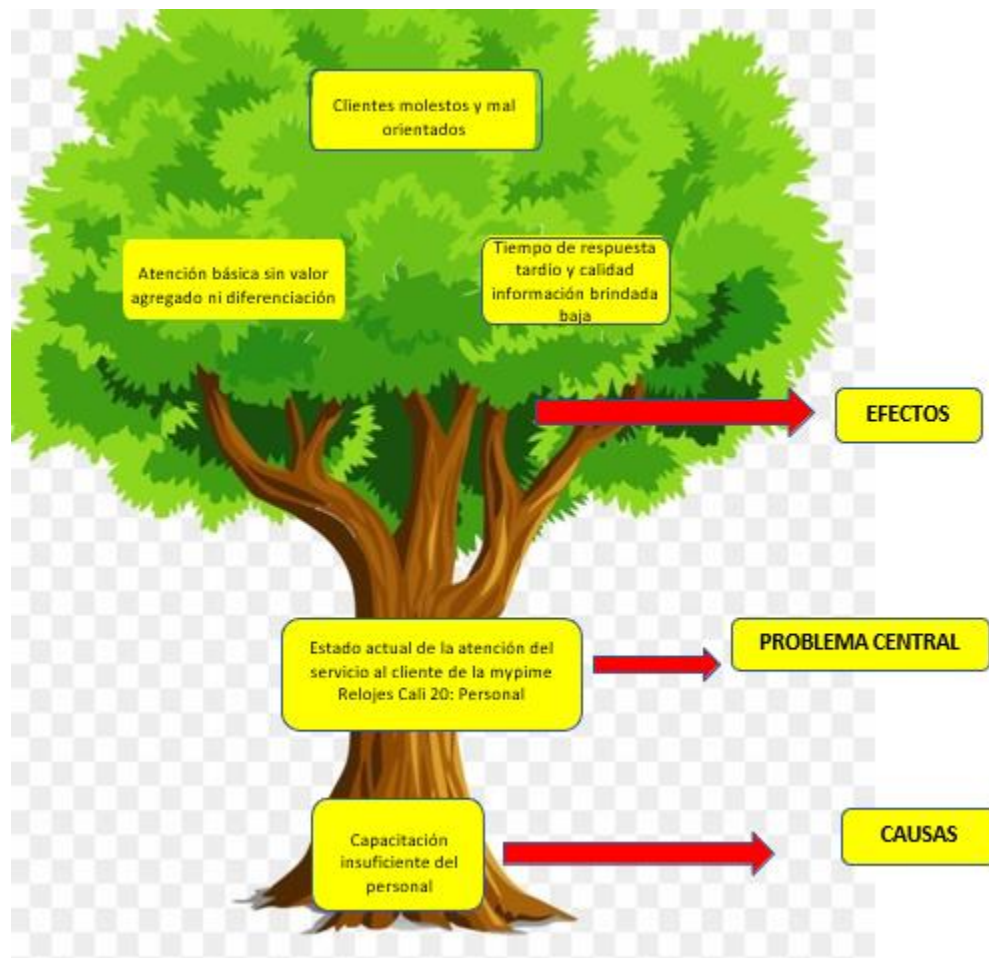 Clientes molestos y mal
orientados
Atención básica sin valor
agregado ni diferenciación
Tiempo de respuesta
tardío y calidad
información brindada
baja
EFECTOS
Estado actual de la atención del
servicio al cliente de la mypime
Relojes Cali 20: Personal
PROBLEMA CENTRAL
Capacitación
insuficiente del
personal
CAUSAS